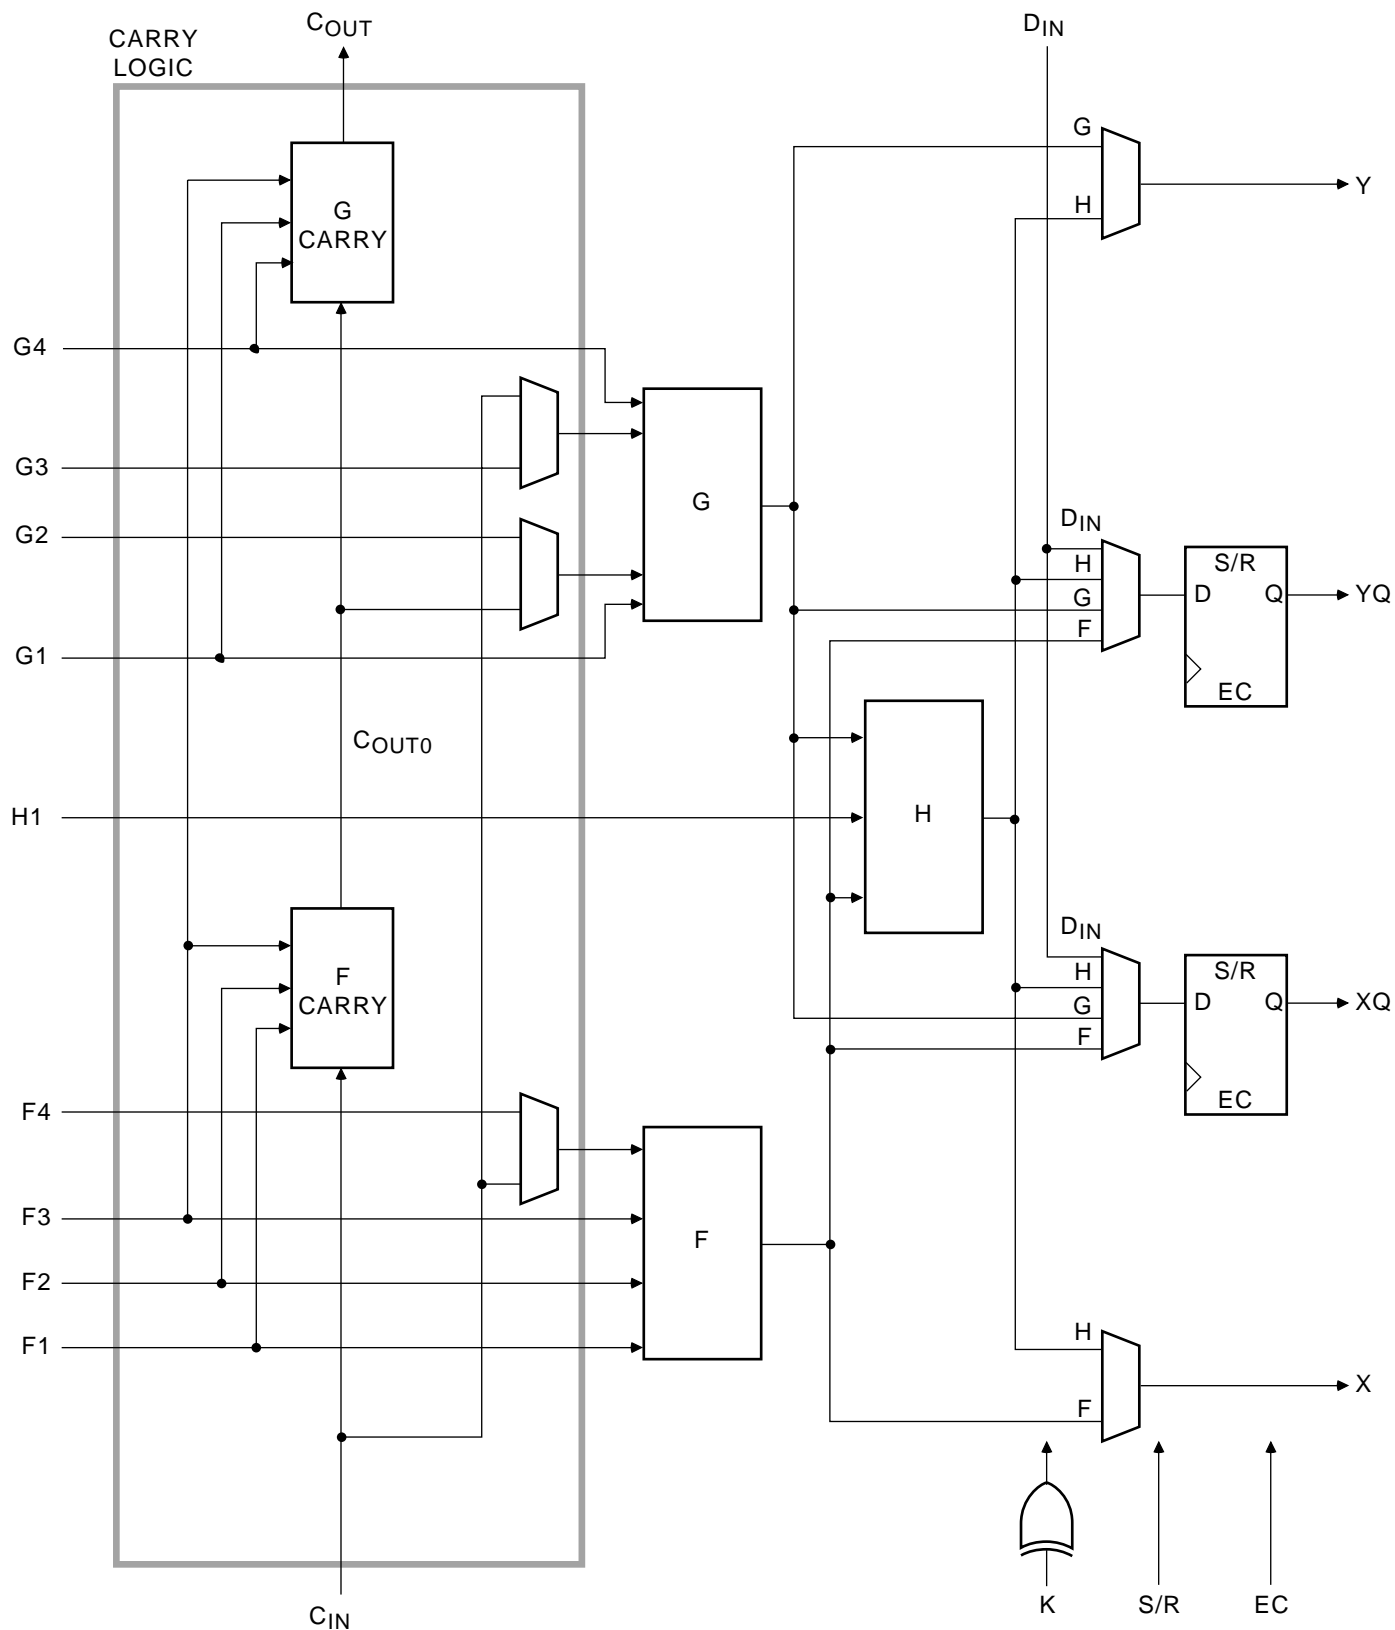 COUT
DIN
CARRY
LOGIC
G
Y
G
CARRY
H
G4
G3
G
DIN
G2
H
S/R
D
Q
YQ
G
F
G1
EC
COUT0
H1
H
DIN
F
CARRY
H
S/R
D
Q
XQ
G
F
F4
EC
F3
F
F2
F1
H
X
F
CIN
K
S/R
EC